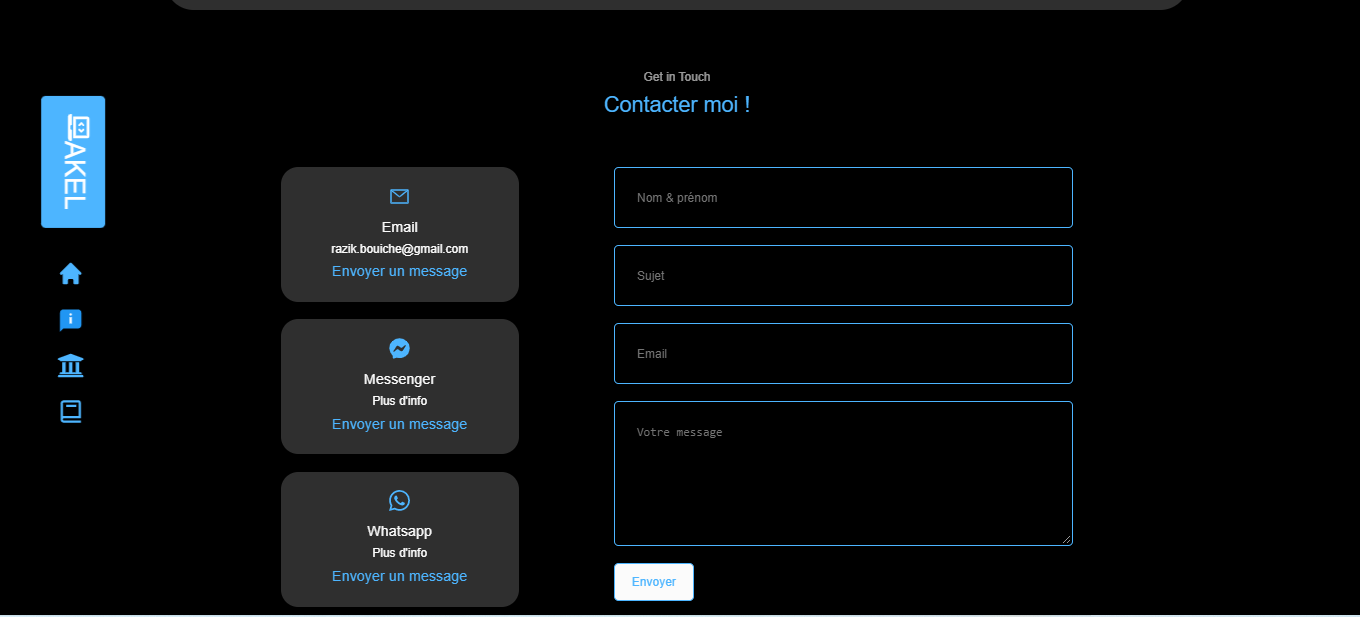 Get in Touch
Contacter moi !
AKEL
Email
razik.bouiche@gmail.com
Envoyer un message
Messenger
Plus d'info
Envoyer un message
Whatsapp
Plus d'info
Envoyer un message
Nom & prénom
Sujet
Email
Votre message
Envoyer